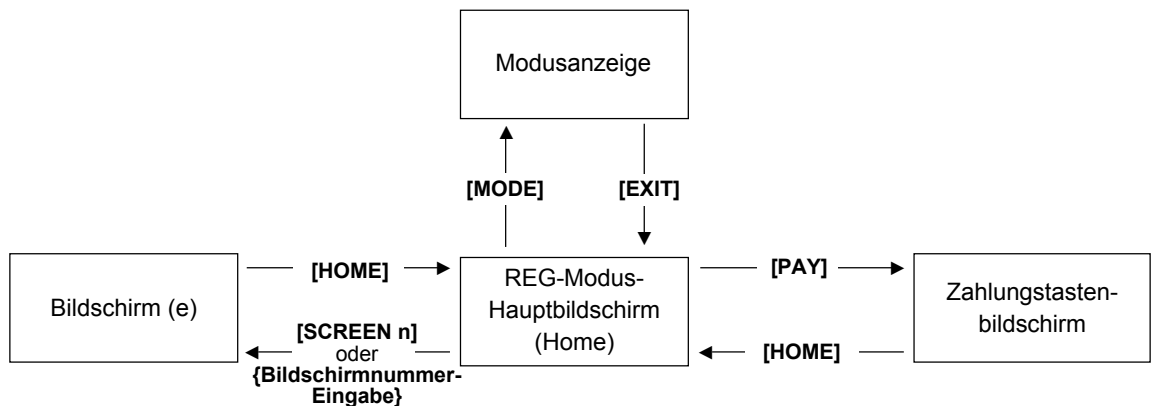 Modusanzeige
[MODE]
[EXIT]
Bildschirm (e)
[HOME]
[SCREEN n]
oder
{Bildschirmnummer-
Eingabe}
REG-Modus-
Hauptbildschirm
(Home)
[PAY]
[HOME]
Zahlungstasten-
bildschirm